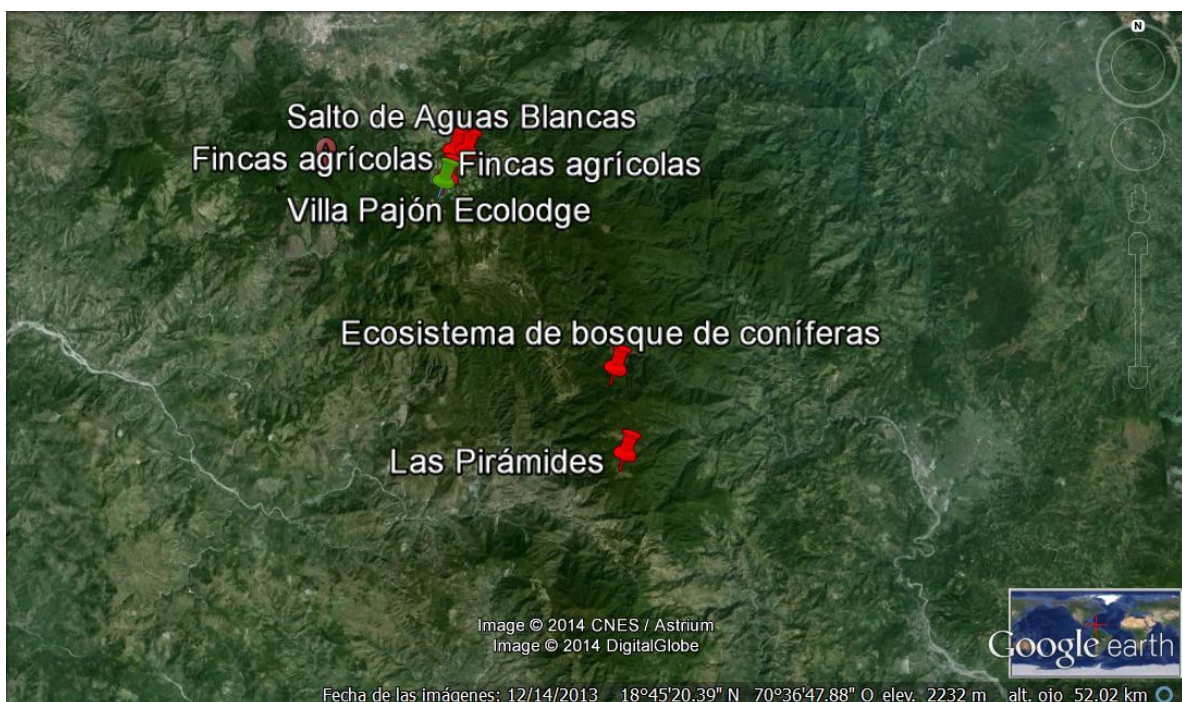 N
Salto de Aguas Blancas
Fincas agrícolas
Fincas agrícolas
Villa Pajón Ecolodge
Ecosistema de bosque de coníferas
Las Pirámides
Image © 2014 CNES / Astrium
Image © 2014 DigitalGlobe
Google earth
Fecha de las imágenes: 12/14/2013 18°45'20.39" N 70°36'47.88" O elev. 2232 m alt. ojo 52.02 km